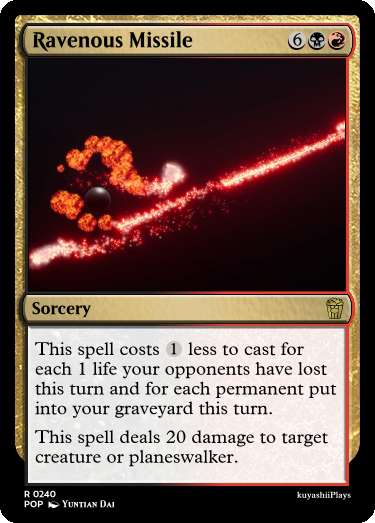 Ravenous Missile 6
Sorcery
This spell costs 1 less to cast for
each 1 life your opponents have lost
this turn and for each permanent put
into your graveyard this turn.
This spell deals 20 damage to target
creature or planeswalker.
R 0240
POP Yuntian Dai
kuyashiiPlays